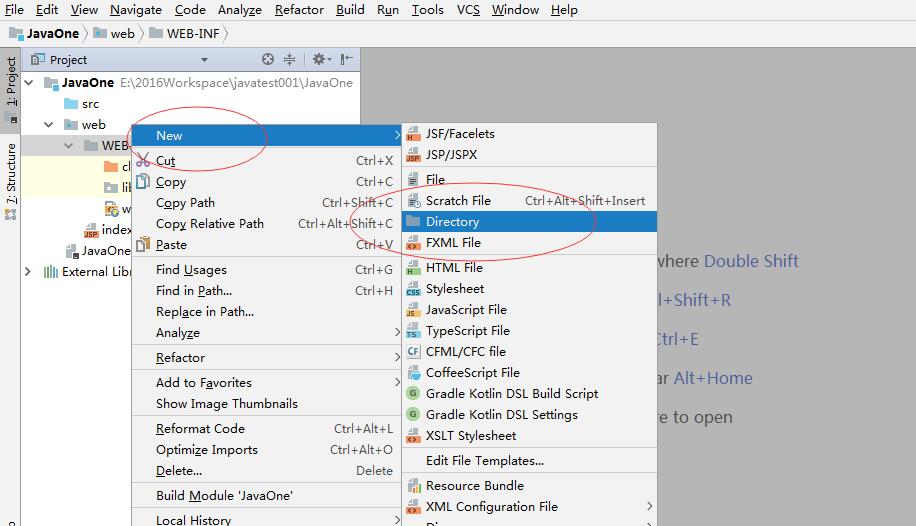 File Edit View Navigate Code Analyze Refactor Build Run Tools VCS Window Help
JavaOne web WEB-INF
1: Project
7: Structure
Project
JavaOne E:\2016Workspace\javatest001\JavaOne
src
web
WEB-
cl
lib
w
index
JavaOne
External Libr
New
Cut Ctrl+X
Copy Ctrl+C
Copy Path Ctrl+Shift+C
Copy Relative Path Ctrl+Alt+Shift+C
Paste Ctrl+V
Find Usages Ctrl+G
Find in Path... Ctrl+H
Replace in Path...
Analyze
Refactor
Add to Favorites
Show Image Thumbnails
Reformat Code Ctrl+Alt+L
Optimize Imports Ctrl+Alt+O
Delete... Delete
Build Module 'JavaOne'
Local History
JSF/Facelets
JSP/JSPX
File
Scratch File Ctrl+Alt+Shift+Insert
Directory
FXML File
HTML File
Stylesheet
JavaScript File
TypeScript File
CFML/CFC file
CoffeeScript File
Gradle Kotlin DSL Build Script
Gradle Kotlin DSL Settings
XSLT Stylesheet
Edit File Templates...
Resource Bundle
XML Configuration File
where Double Shift
l+Shift+R
Ctrl+E
ar Alt+Home
re to open